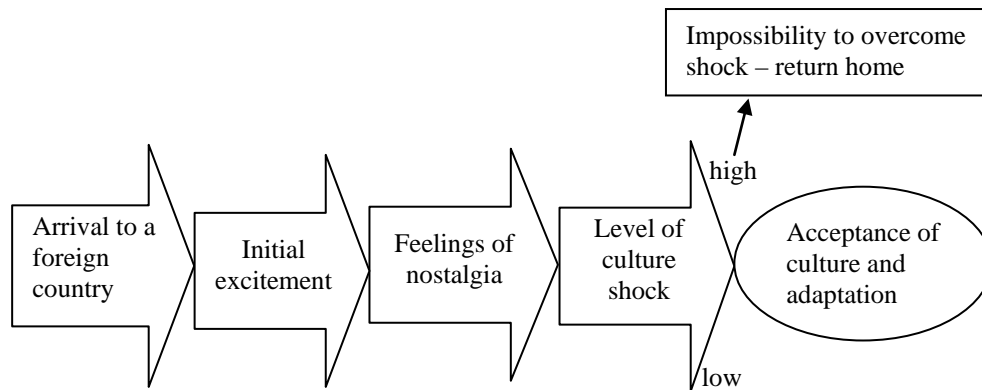 Impossibility to overcome
shock – return home
high
Arrival to a
foreign
country
Initial
excitement
Feelings of
nostalgia
Level of
culture
shock
Acceptance of
culture and
adaptation
low